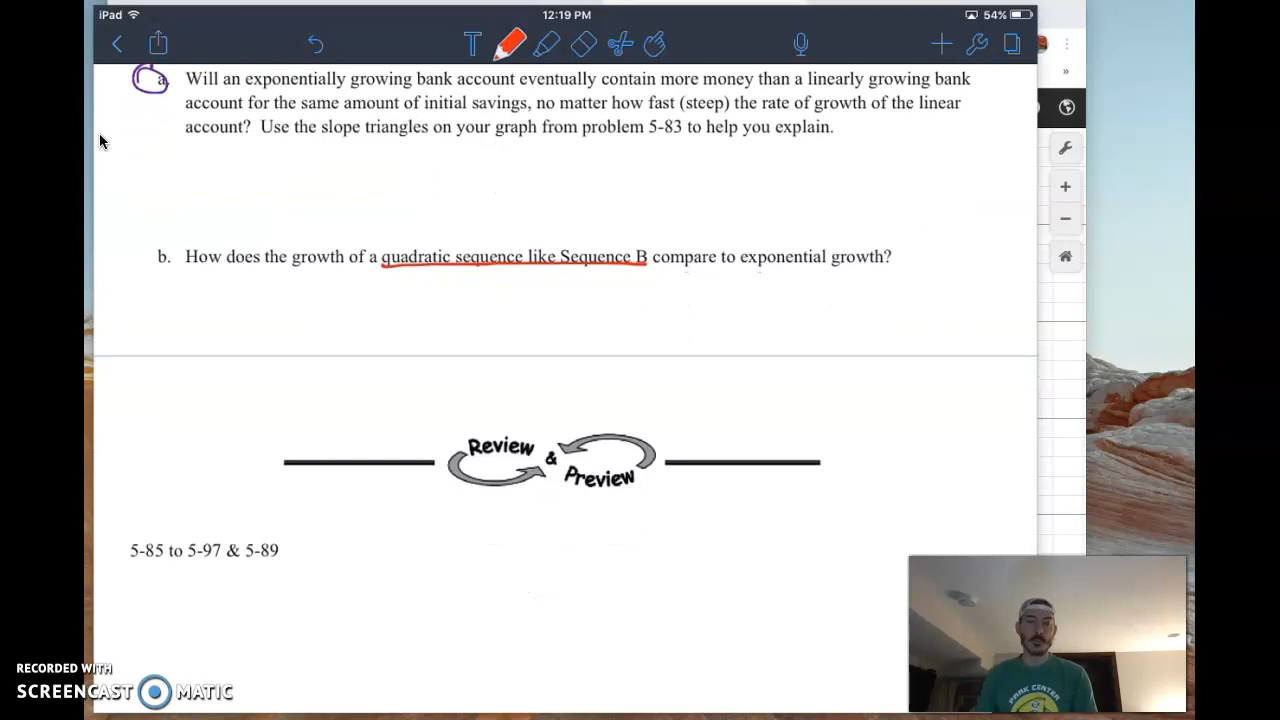 iPad
12:19 PM
54%
T
a. Will an exponentially growing bank account eventually contain more money than a linearly growing bank
account for the same amount of initial savings, no matter how fast (steep) the rate of growth of the linear
account? Use the slope triangles on your graph from problem 5-83 to help you explain.
b. How does the growth of a quadratic sequence like Sequence B compare to exponential growth?
Review
&
Preview
5-85 to 5-97 & 5-89
PARK CENTER
RECORDED WITH
SCREENCAST MATIC